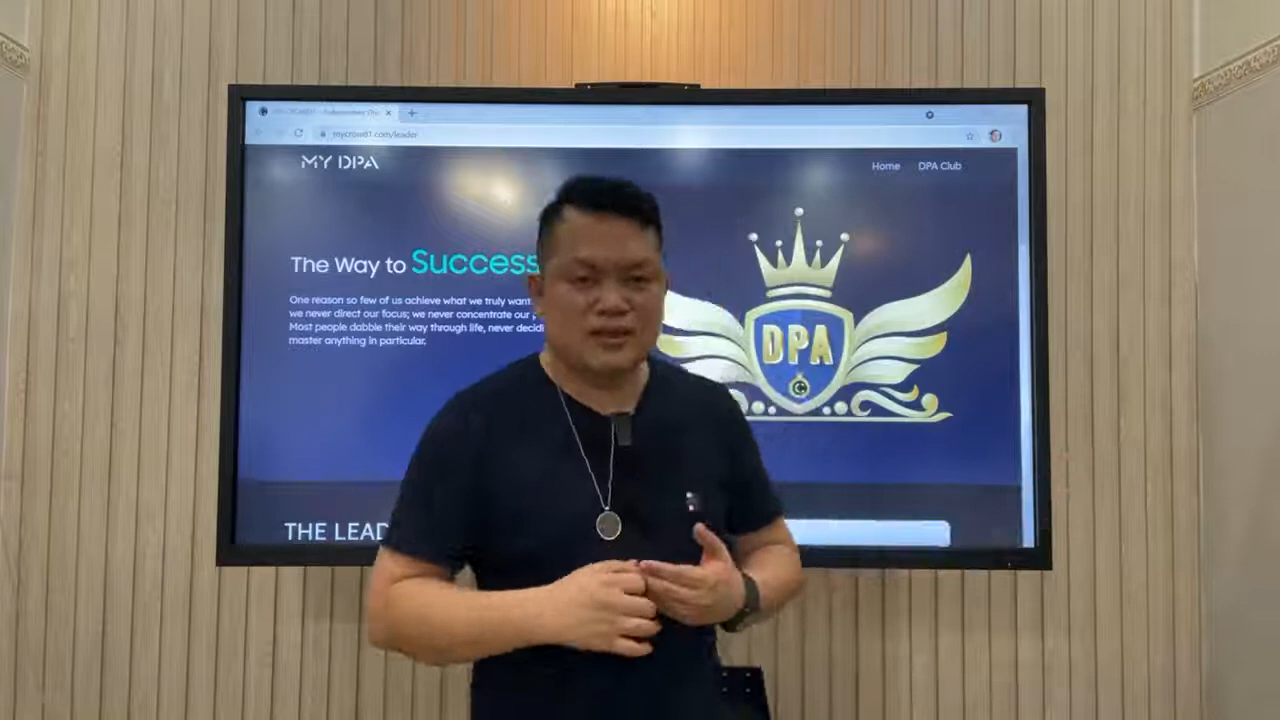 mycrow81.com/leader
MY DPA
Home
DPA Club
The Way to Success
One reason so few of us achieve what we truly want
we never direct our focus; we never concentrate our
Most people dabble their way through life, never
master anything in particular.
DPA
THE LEAD